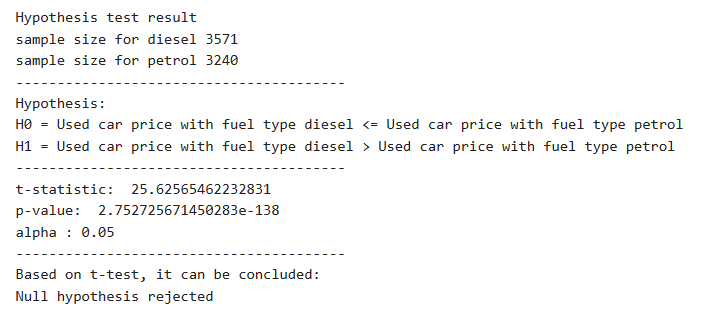 Hypothesis test result
sample size for diesel 3571
sample size for petrol 3240
----------------------------------------
Hypothesis:
H0 = Used car price with fuel type diesel <= Used car price with fuel type petrol
H1 = Used car price with fuel type diesel > Used car price with fuel type petrol
----------------------------------------
t-statistic:  25.62565462232831
p-value:  2.752725671450283e-138
alpha : 0.05
----------------------------------------
Based on t-test, it can be concluded:
Null hypothesis rejected